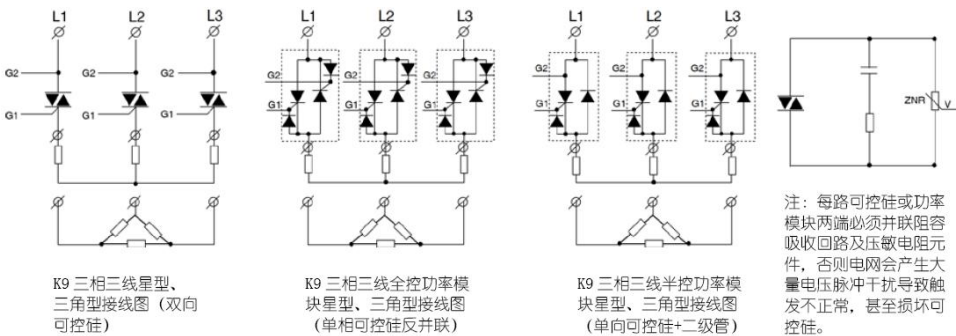 L1 L2 L3
G2 G2 G2
G1 G1 G1
K9 三相三线星型、
三角型接线图（双向
可控硅）
L1 L2 L3
G2
G1
K9 三相三线全控功率模
块星型、三角型接线图
（单相可控硅反并联）
L1 L2 L3
G2
G1
K9 三相三线半控功率模
块星型、三角型接线图
（单向可控硅+二级管）
ZNR V
注：每路可控硅或功率
模块两端必须并联阻容
吸收回路及压敏电阻元
件，否则电网会产生大
量电压脉冲干扰导致触
发不正常，甚至损坏可
控硅。